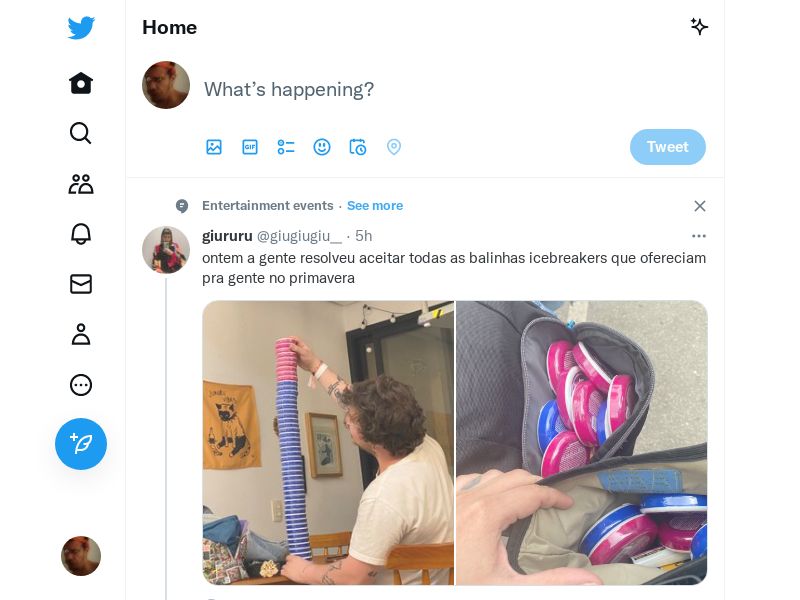 Home
What's happening?
GIF
Tweet
Entertainment events · See more
giururu @giugiugiu__ · 5h
ontem a gente resolveu aceitar todas as balinhas icebreakers que ofereciam
pra gente no primavera